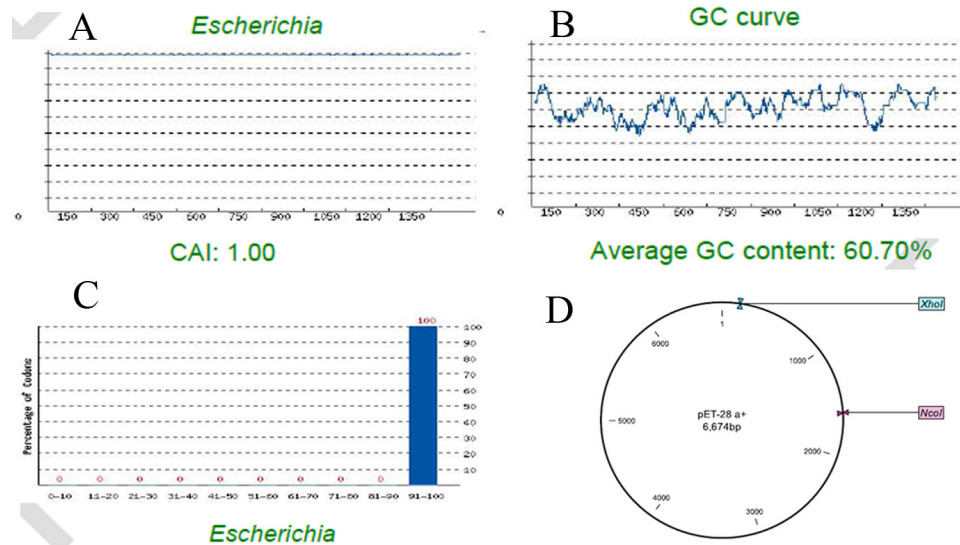 A
Escherichia
0
150 300 450 600 750 900 1050 1200 1350
CAI: 1.00
B
GC curve
0
150 300 450 600 750 900 1050 1200 1350
Average GC content: 60.70%
C
100
100
90
80
70
60
50
40
30
20
10
Percentage of Codons
0 0 0 0 0 0 0 0 0
0-10 11-20 21-30 31-40 41-50 51-60 61-70 71-80 81-90 91-100
Escherichia
D
XhoI
1
6000
1000
NcoI
pET-28 a+
6,674bp
5000
2000
4000
3000